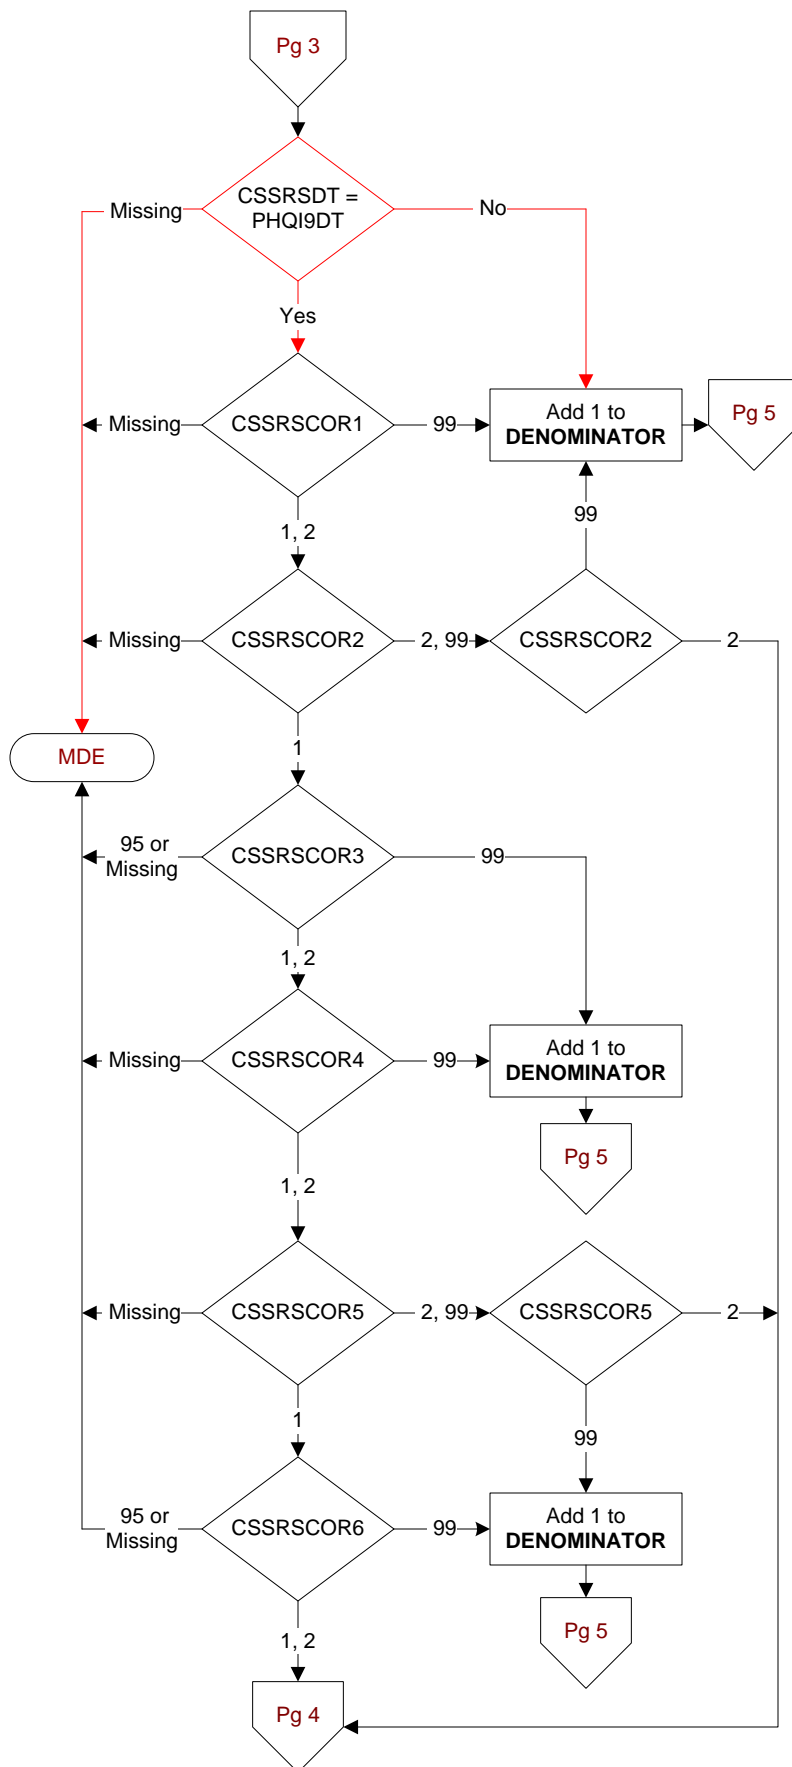 Pg 3
CSSRSDT =
PHQI9DT
Missing
No
Yes
CSSRSCOR1
Missing
99
Add 1 to
DENOMINATOR
Pg 5
1, 2
99
CSSRSCOR2
Missing
2, 99
CSSRSCOR2
2
1
MDE
CSSRSCOR3
95 or
Missing
99
1, 2
CSSRSCOR4
Missing
99
Add 1 to
DENOMINATOR
Pg 5
1, 2
CSSRSCOR5
Missing
2, 99
CSSRSCOR5
2
1
99
CSSRSCOR6
95 or
Missing
99
Add 1 to
DENOMINATOR
Pg 5
1, 2
Pg 4